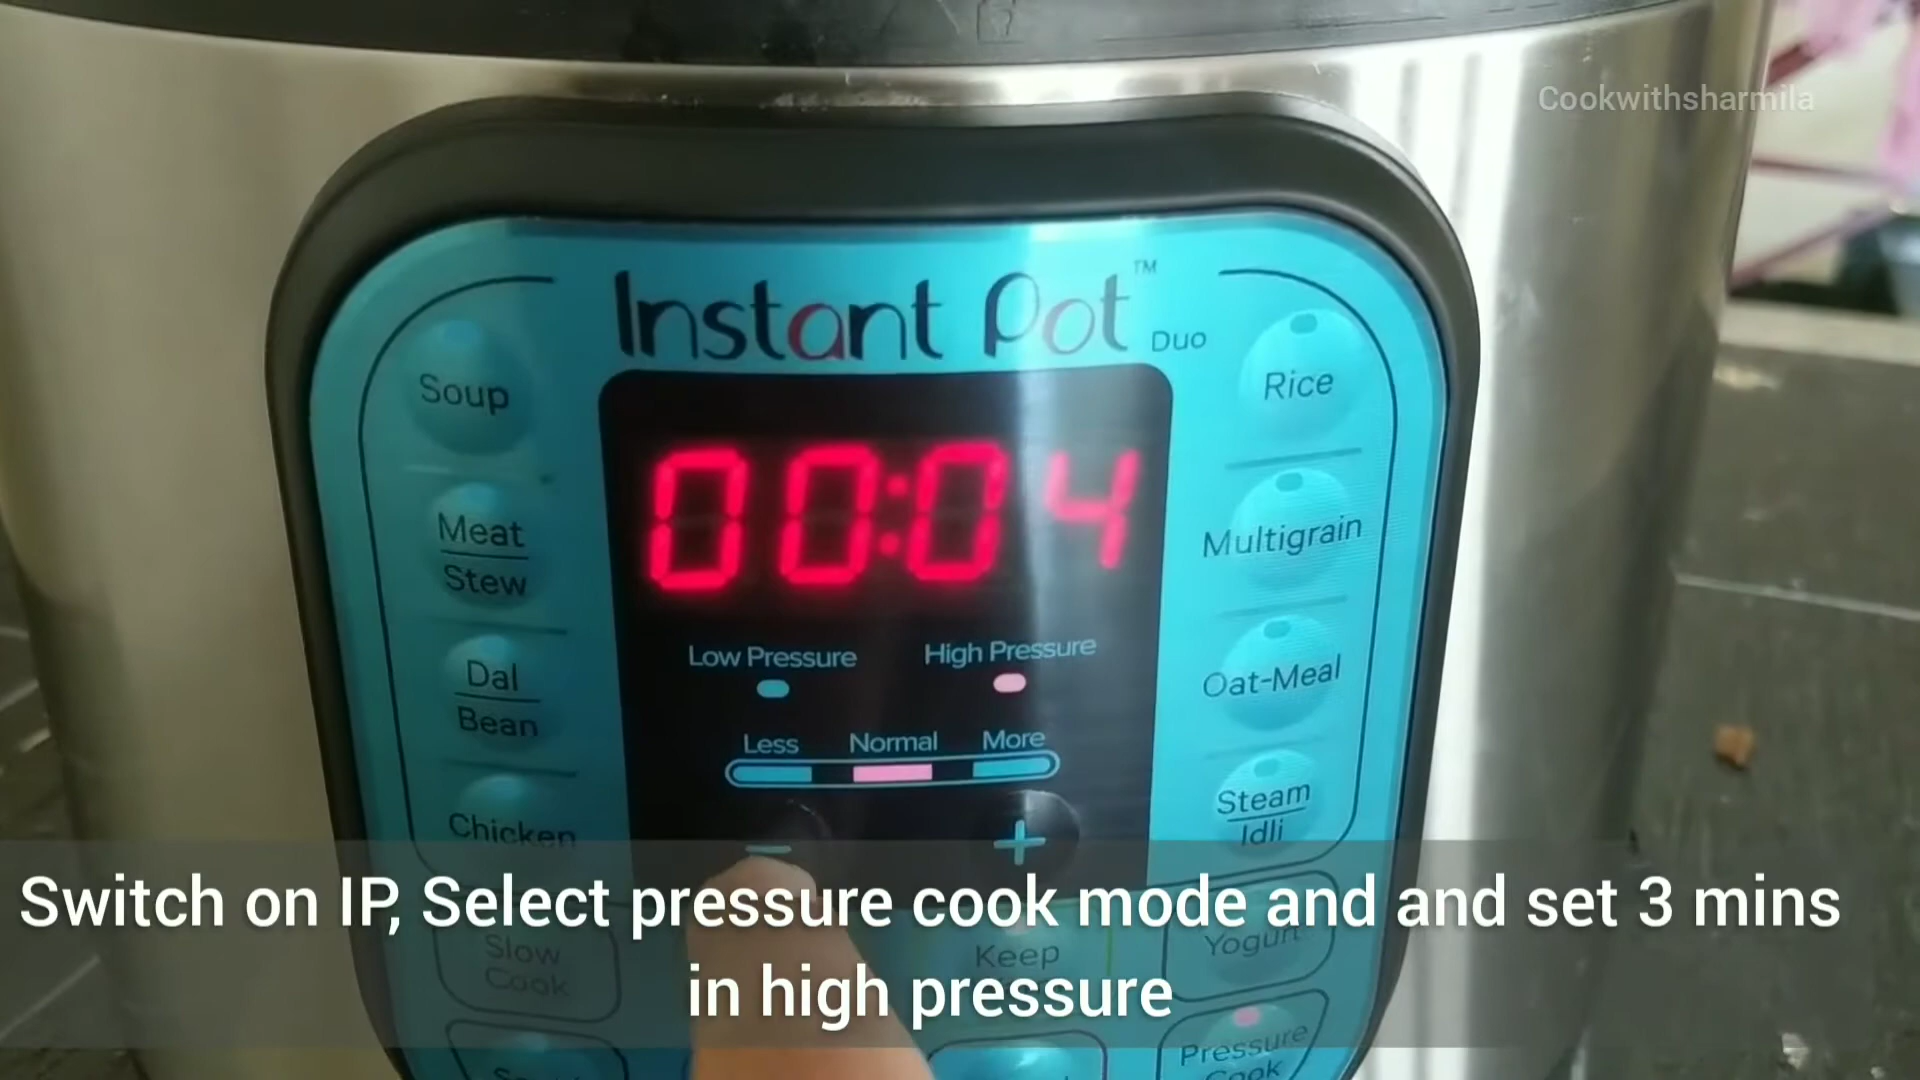 Cookwithsharmila
Instant Pot™ Duo
Soup
Rice
00:04
Meat
Stew
Multigrain
Low Pressure
High Pressure
Dal
Bean
Oat-Meal
Less Normal More
Chicken
Steam
Idli
- +
Switch on IP, Select pressure cook mode and and set 3 mins
in high pressure
Slow
Cook
Keep
Yogurt
Pressure
Cook